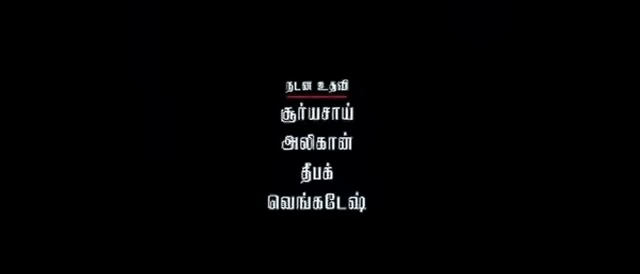 நடன உதவி
சூர்யசாய்
அலிகான்
தீபக்
வெங்கடேஷ்